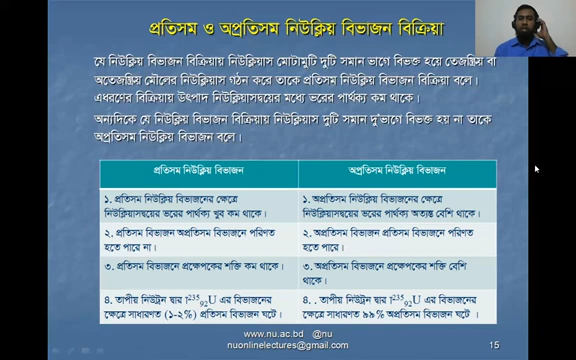 প্রতিসম ও অপ্রতিসম নিউক্লিয় বিভাজন বিক্রিয়া
যে নিউক্লিয় বিভাজন বিক্রিয়ায় নিউক্লিয়াস মোটামুটি দুটি সমান ভাগে বিভক্ত হয়ে তেজস্ক্রিয় বা
অতেজস্ক্রিয় মৌলের নিউক্লিয়াস গঠন করে তাকে প্রতিসম নিউক্লিয় বিভাজন বিক্রিয়া বলে।
এধরণের বিক্রিয়ায় উৎপাদ নিউক্লিয়াসদ্বয়ের মধ্যে ভরের পার্থক্য কম থাকে।
অন্যদিকে যে নিউক্লিয় বিভাজন বিক্রিয়ায় নিউক্লিয়াস দুটি সমান দু'ভাগে বিভক্ত হয় না তাকে
অপ্রতিসম নিউক্লিয় বিভাজন বলে।
প্রতিসম নিউক্লিয় বিভাজন
অপ্রতিসম নিউক্লিয় বিভাজন
১. প্রতিসম নিউক্লিয় বিভাজনের ক্ষেত্রে
নিউক্লিয়াসদ্বয়ের ভরের পার্থক্য খুব কম থাকে।
১. অপ্রতিসম নিউক্লিয় বিভাজনের ক্ষেত্রে
নিউক্লিয়াসদ্বয়ের ভরের পার্থক্য অত্যন্ত বেশি থাকে।
২. প্রতিসম বিভাজন অপ্রতিসম বিভাজনে পরিণত
হতে পারে না।
২. অপ্রতিসম বিভাজন প্রতিসম বিভাজনে পরিণত
হতে পারে।
৩. প্রতিসম বিভাজনে প্রক্ষেপকের শক্তি কম থাকে।
৩. অপ্রতিসম বিভাজনে প্রক্ষেপকের শক্তি বেশি
থাকে।
৪. তাপীয় নিউট্রন দ্বার া ²³⁵₉₂U এর বিভাজনের
ক্ষেত্রে সাধারণত (১-২%) প্রতিসম বিভাজন ঘটে।
৪. . তাপীয় নিউট্রন দ্বার া ²³⁵₉₂U এর বিভাজনের
ক্ষেত্রে সাধারণত ৯৯% অপ্রতিসম বিভাজন ঘটে ।
www.nu.ac.bd @nu
nuonlinelectures@gmail.com
15